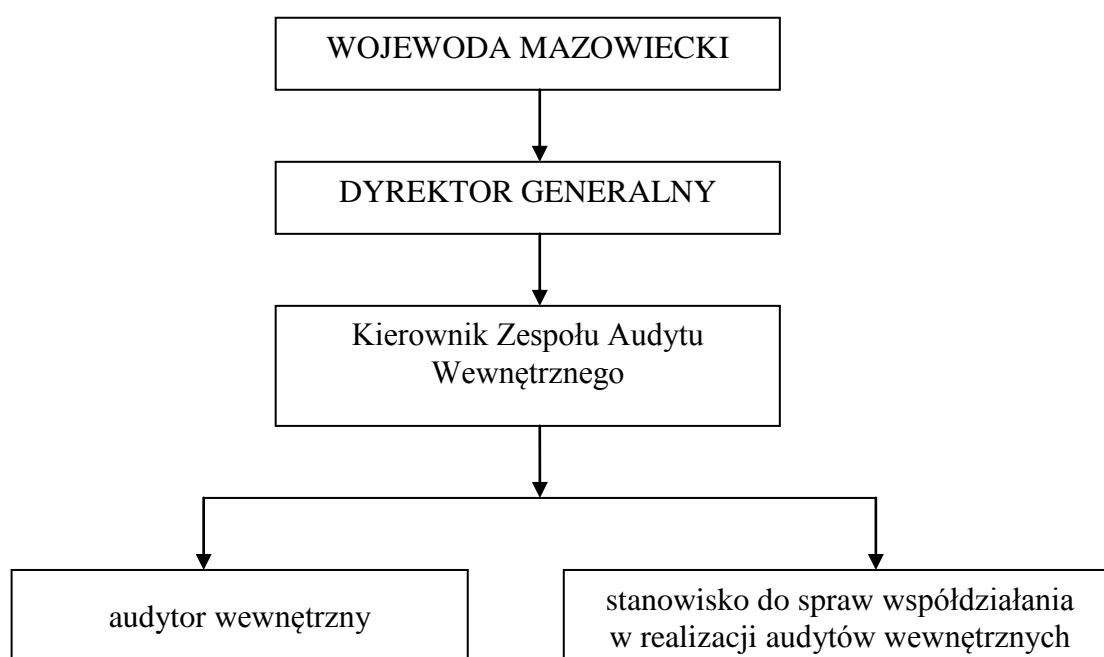 WOJEWODA MAZOWIECKI
DYREKTOR GENERALNY
Kierownik Zespołu Audytu
Wewnętrznego
audytor wewnętrzny
stanowisko do spraw współdziałania
w realizacji audytów wewnętrznych